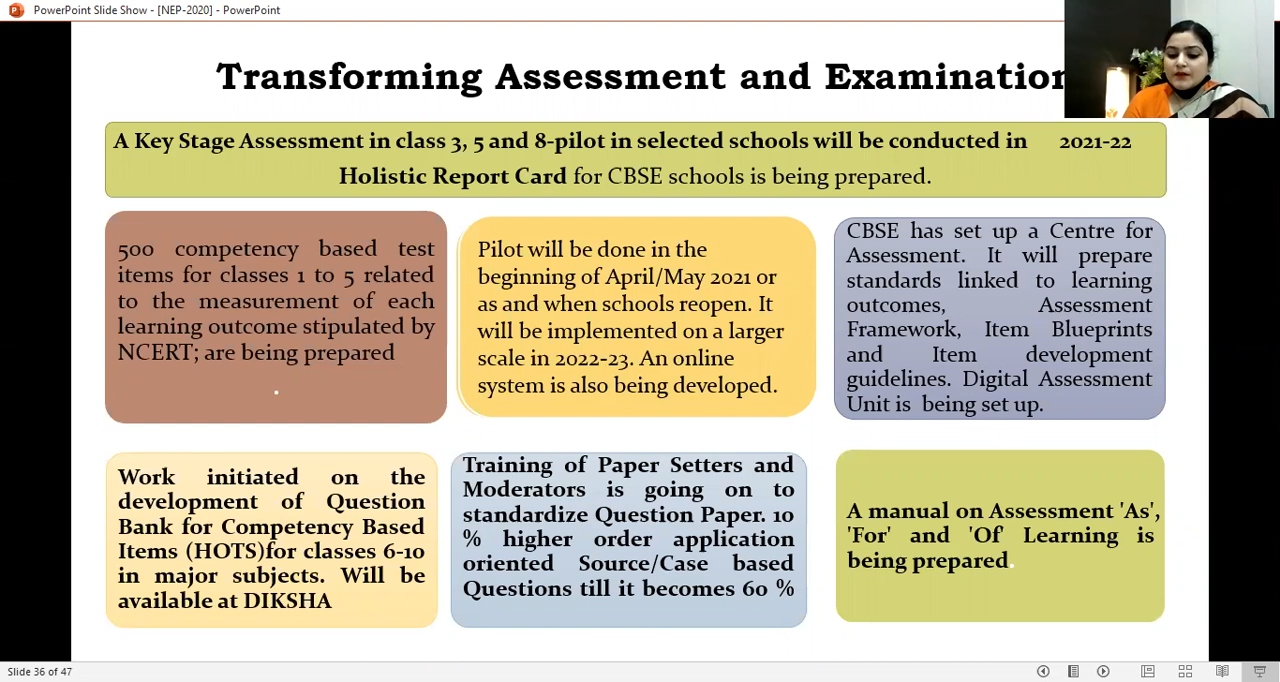 PowerPoint Slide Show - [NEP-2020] - PowerPoint
Transforming Assessment and Examination
A Key Stage Assessment in class 3, 5 and 8-pilot in selected schools will be conducted in 2021-22
Holistic Report Card for CBSE schools is being prepared.
500 competency based test
items for classes 1 to 5 related
to the measurement of each
learning outcome stipulated by
NCERT; are being prepared
.
Pilot will be done in the
beginning of April/May 2021 or
as and when schools reopen. It
will be implemented on a larger
scale in 2022-23. An online
system is also being developed.
CBSE has set up a Centre for
Assessment. It will prepare
standards linked to learning
outcomes, Assessment
Framework, Item Blueprints
and Item development
guidelines. Digital Assessment
Unit is being set up.
Work initiated on the
development of Question
Bank for Competency Based
Items (HOTS)for classes 6-10
in major subjects. Will be
available at DIKSHA
Training of Paper Setters and
Moderators is going on to
standardize Question Paper. 10
% higher order application
oriented Source/Case based
Questions till it becomes 60 %
A manual on Assessment 'As',
'For' and 'Of' Learning is
being prepared.
Slide 36 of 47